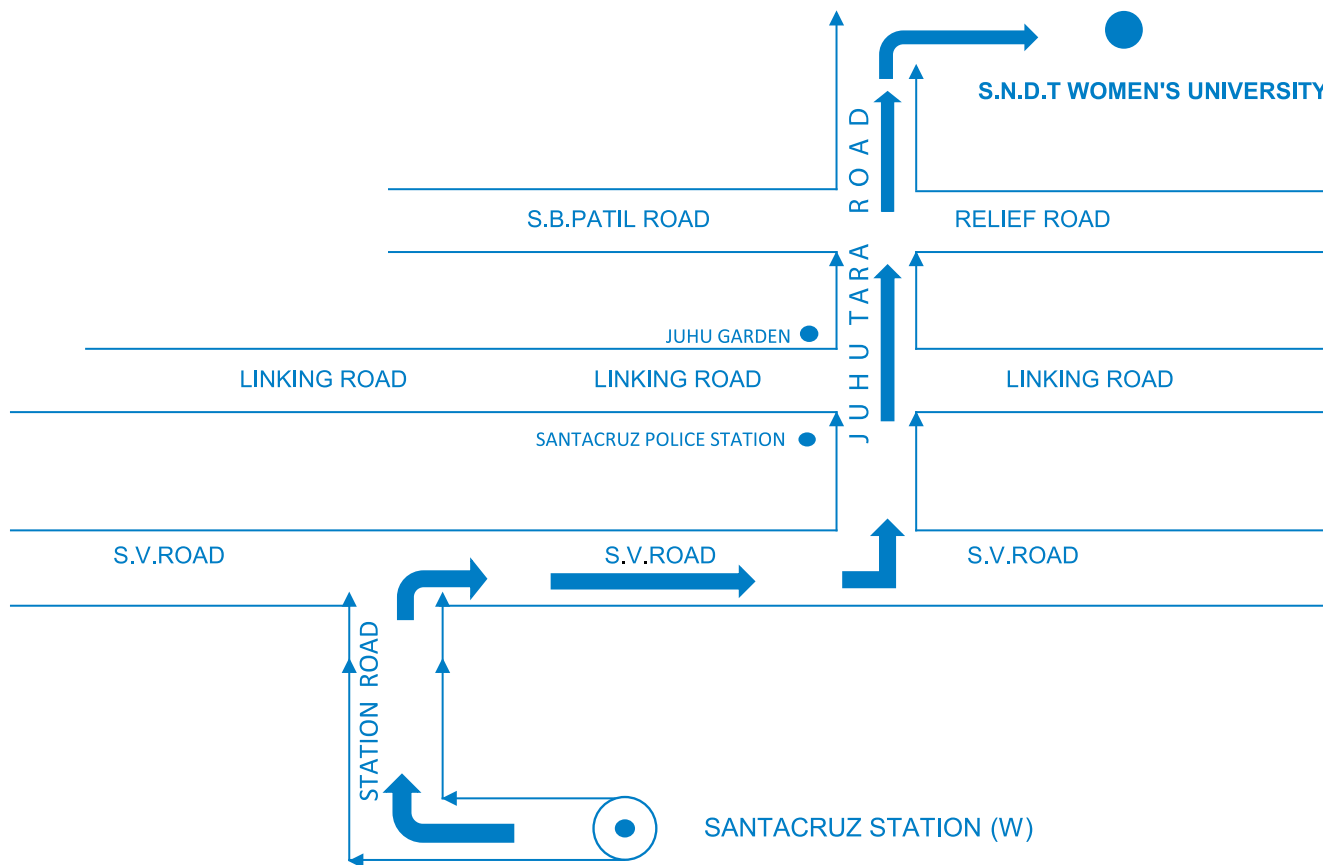 S.N.D.T WOMEN'S UNIVERSITY
JUHU TARA ROAD
S.B.PATIL ROAD
RELIEF ROAD
JUHU GARDEN
LINKING ROAD
LINKING ROAD
LINKING ROAD
SANTACRUZ POLICE STATION
S.V.ROAD
S.V.ROAD
S.V.ROAD
STATION ROAD
SANTACRUZ STATION (W)